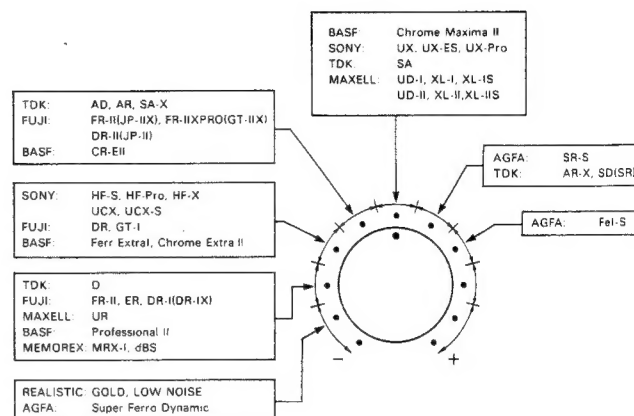 BASF: Chrome Maxima II
SONY: UX, UX-ES, UX-Pro
TDK: SA
MAXELL: UD-I, XL-I, XL-IS
UD-II, XL-II, XL-IIS
TDK: AD, AR, SA-X
FUJI: FR-II(JP-IIX), FR-IIXPRO(GT-IIX)
DR-II(JP-II)
BASF: CR-EII
AGFA: SR-S
TDK: AR-X, SD(SR)
SONY: HF-S, HF-Pro, HF-X
UCX, UCX-S
FUJI: DR, GT-I
BASF: Ferr ExtraI, Chrome Extra II
AGFA: FeI-S
TDK: D
FUJI: FR-II, ER, DR-I(DR-IX)
MAXELL: UR
BASF: Professional II
MEMOREX: MRX-I, dBS
REALISTIC: GOLD, LOW NOISE
AGFA: Super Ferro Dynamic
− +